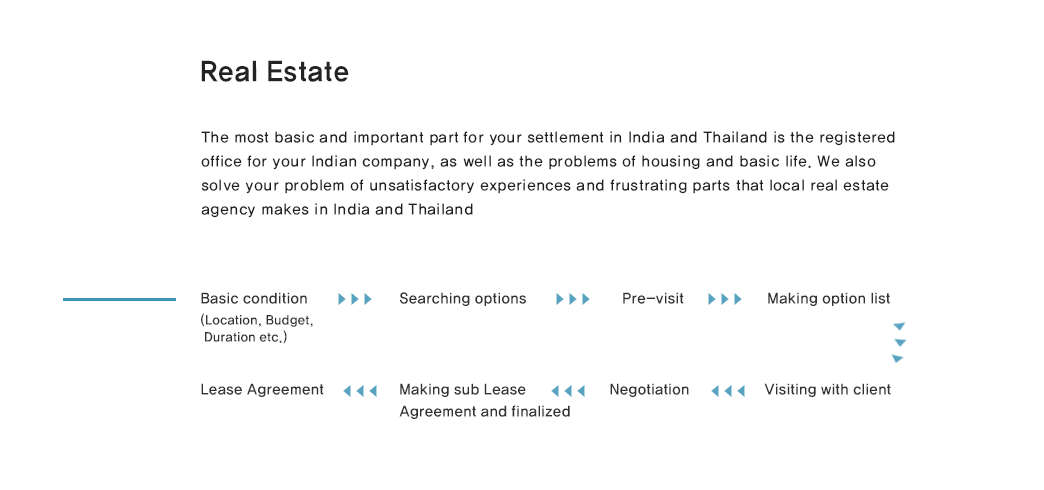 Real Estate
The most basic and important part for your settlement in India and Thailand is the registered
office for your Indian company, as well as the problems of housing and basic life. We also
solve your problem of unsatisfactory experiences and frustrating parts that local real estate
agency makes in India and Thailand
Basic condition
(Location, Budget,
Duration etc.)
Searching options
Pre-visit
Making option list
Visiting with client
Negotiation
Making sub Lease
Agreement and finalized
Lease Agreement